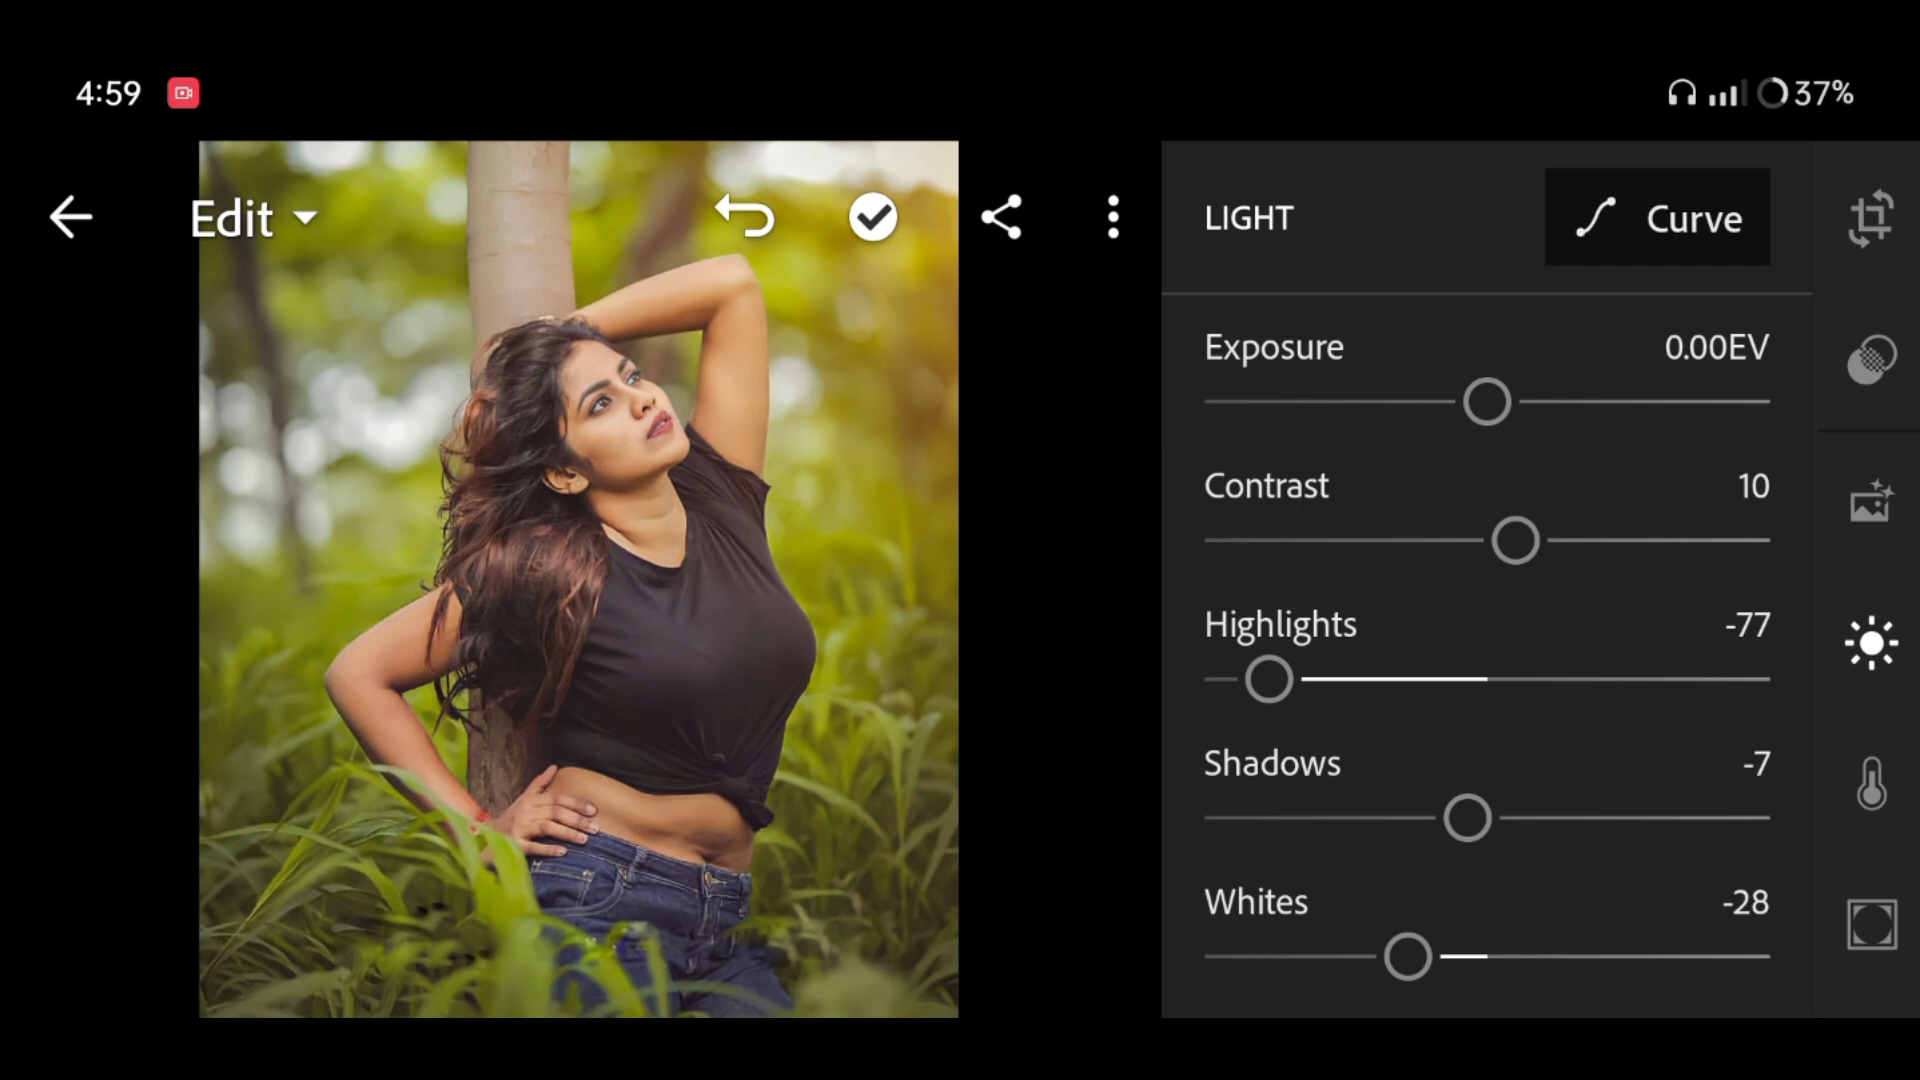 4:59
37%
Edit
LIGHT
Curve
Exposure 0.00EV
Contrast 10
Highlights -77
Shadows -7
Whites -28